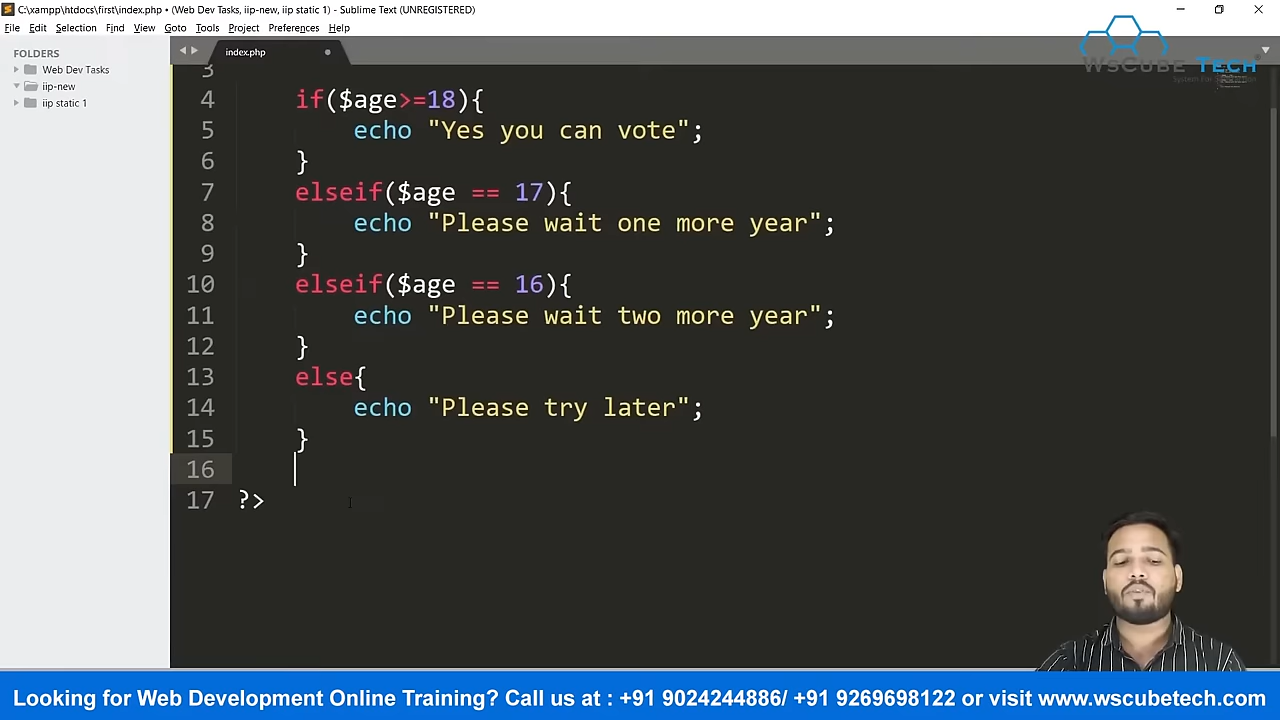 C:\xampp\htdocs\first\index.php • (Web Dev Tasks, iip-new, iip static 1) - Sublime Text (UNREGISTERED)
File Edit Selection Find View Goto Tools Project Preferences Help
FOLDERS
Web Dev Tasks
iip-new
iip static 1
index.php
WsCube Tech
3
4 if($age>=18){
5 echo "Yes you can vote";
6 }
7 elseif($age == 17){
8 echo "Please wait one more year";
9 }
10 elseif($age == 16){
11 echo "Please wait two more year";
12 }
13 else{
14 echo "Please try later";
15 }
16
17 ?>
Looking for Web Development Online Training? Call us at : +91 9024244886/ +91 9269698122 or visit www.wscubetech.com